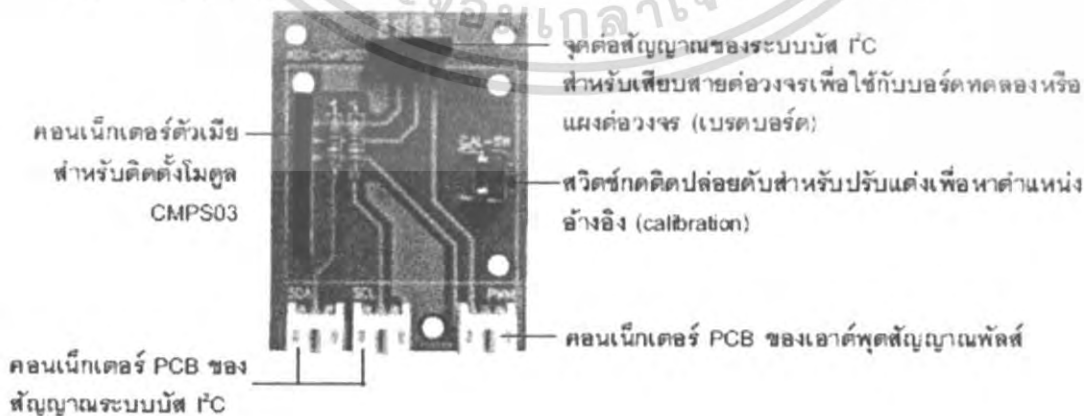 จุดต่อสัญญาณของระบบบัส I²C
สำหรับเสียบสายต่อวงจรเพื่อใช้กับบอร์ดทดลองหรือ
แผงต่อวงจร (เบรดบอร์ด)
คอนเน็กเตอร์ตัวเมีย
สำหรับติดตั้งโมดูล
CMPS03
CAL-SW
สวิตช์กดติดปล่อยดับสำหรับปรับแต่งเพื่อหาตำแหน่ง
อ้างอิง (calibration)
SDA SCL PWM
คอนเน็กเตอร์ PCB ของเอาต์พุตสัญญาณพัลส์
คอนเน็กเตอร์ PCB ของ
สัญญาณระบบบัส I²C